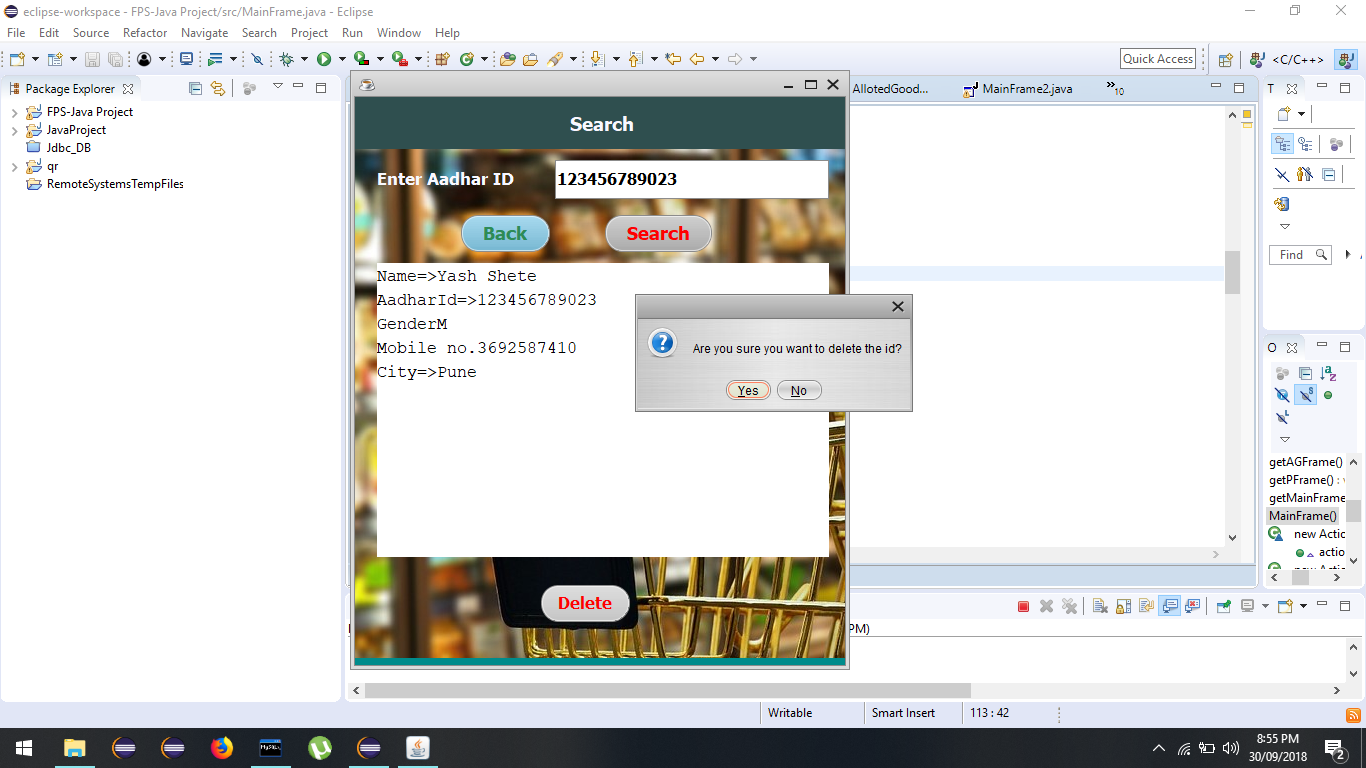 eclipse-workspace - FPS-Java Project/src/MainFrame.java - Eclipse
File Edit Source Refactor Navigate Search Project Run Window Help
Quick Access
<C/C++>
Package Explorer
FPS-Java Project
JavaProject
Jdbc_DB
qr
RemoteSystemsTempFiles
AllotedGood...
MainFrame2.java
»10
T
Search
Enter Aadhar ID
123456789023
Back
Search
Name=>Yash Shete
AadharId=>123456789023
GenderM
Mobile no.3692587410
City=>Pune
Are you sure you want to delete the id?
Yes
No
Delete
Find
O
getAGFrame()
getPFrame() :
getMainFrame
MainFrame()
new Actio
actio
new Actio
PM)
Writable
Smart Insert
113 : 42
8:55 PM
30/09/2018
2